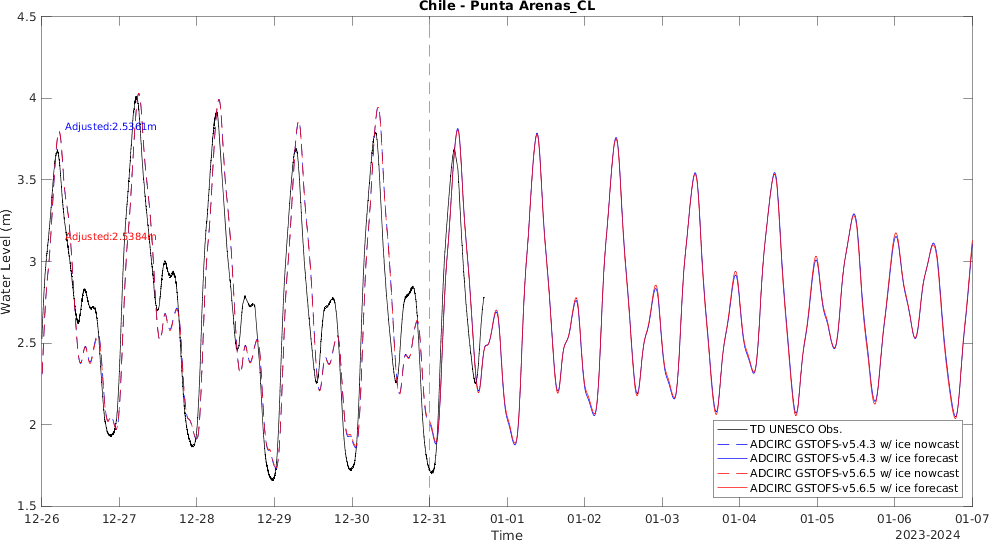 Chile - Punta Arenas_CL
Water Level (m)
4.5
4
3.5
3
2.5
2
1.5
Adjusted:2.5361m
Adjusted:2.5384m
TD UNESCO Obs.
ADCIRC GSTOFS-v5.4.3 w/ ice nowcast
ADCIRC GSTOFS-v5.4.3 w/ ice forecast
ADCIRC GSTOFS-v5.6.5 w/ ice nowcast
ADCIRC GSTOFS-v5.6.5 w/ ice forecast
12-26 12-27 12-28 12-29 12-30 12-31 01-01 01-02 01-03 01-04 01-05 01-06 01-07
Time
2023-2024